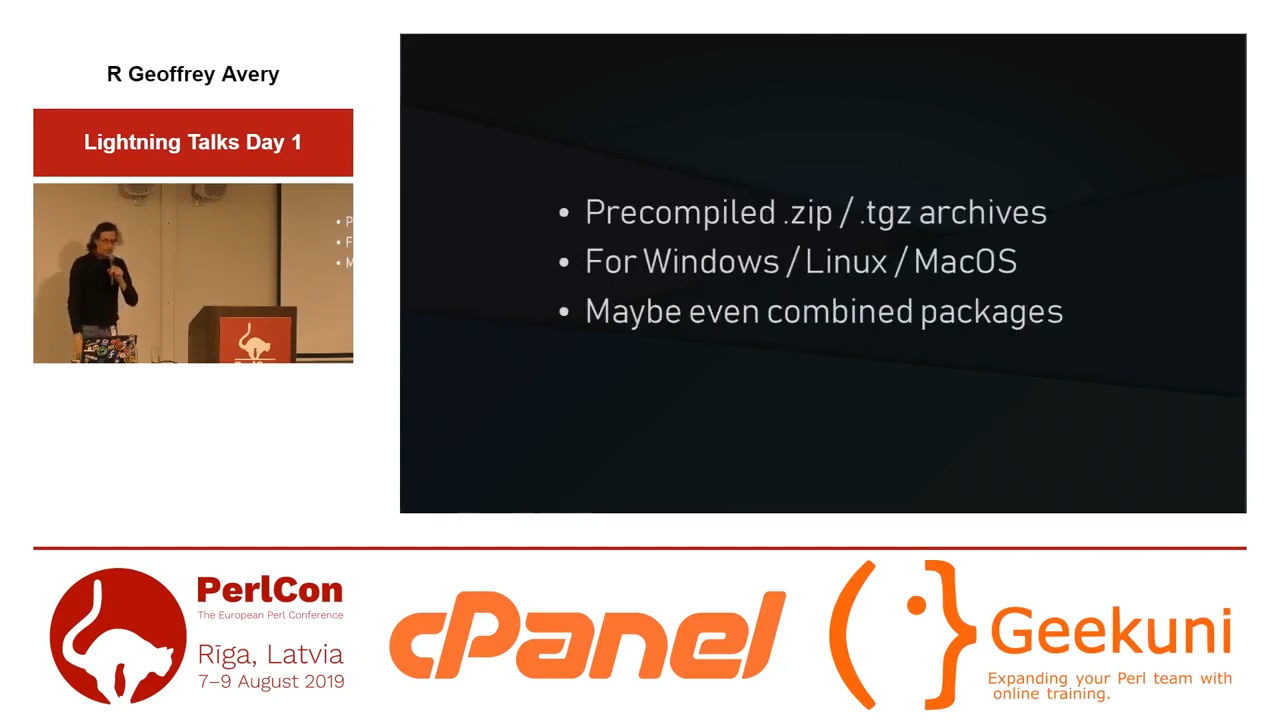 R Geoffrey Avery
Lightning Talks Day 1
• P
• F
• M
• Precompiled .zip / .tgz archives
• For Windows / Linux / MacOS
• Maybe even combined packages
PerlCon
The European Perl Conference
Rīga, Latvia
7–9 August 2019
cPanel
Geekuni
Expanding your Perl team with
online training.